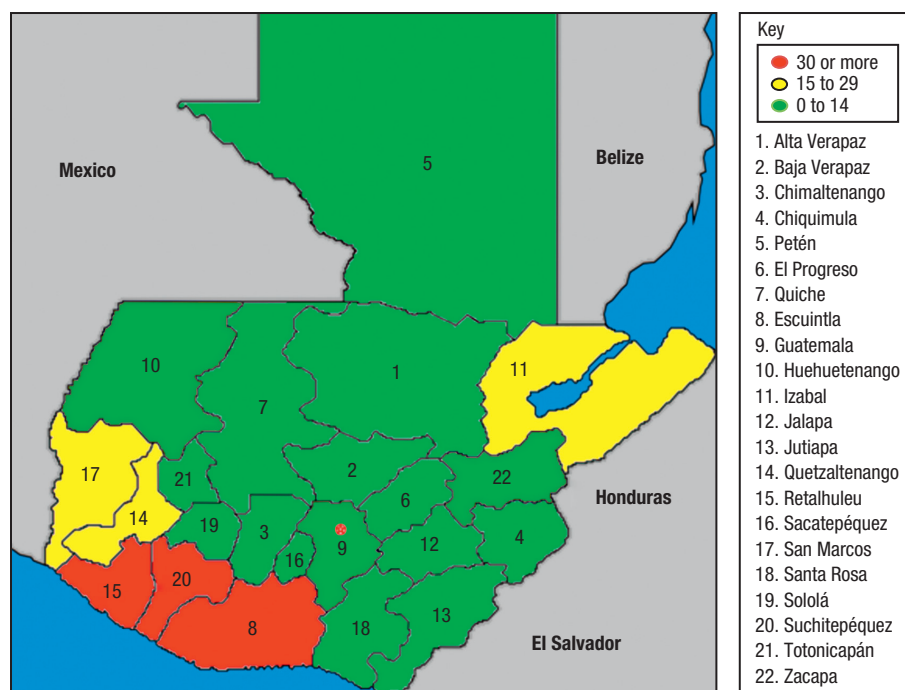 Mexico
Belize
Honduras
El Salvador
5
10
7
1
11
17
14
21
2
6
22
19
3
16
9
12
4
15
20
8
18
13
Key
30 or more
15 to 29
0 to 14
1. Alta Verapaz
2. Baja Verapaz
3. Chimaltenango
4. Chiquimula
5. Petén
6. El Progreso
7. Quiche
8. Escuintla
9. Guatemala
10. Huehuetenango
11. Izabal
12. Jalapa
13. Jutiapa
14. Quetzaltenango
15. Retalhuleu
16. Sacatepéquez
17. San Marcos
18. Santa Rosa
19. Sololá
20. Suchitepéquez
21. Totonicapán
22. Zacapa